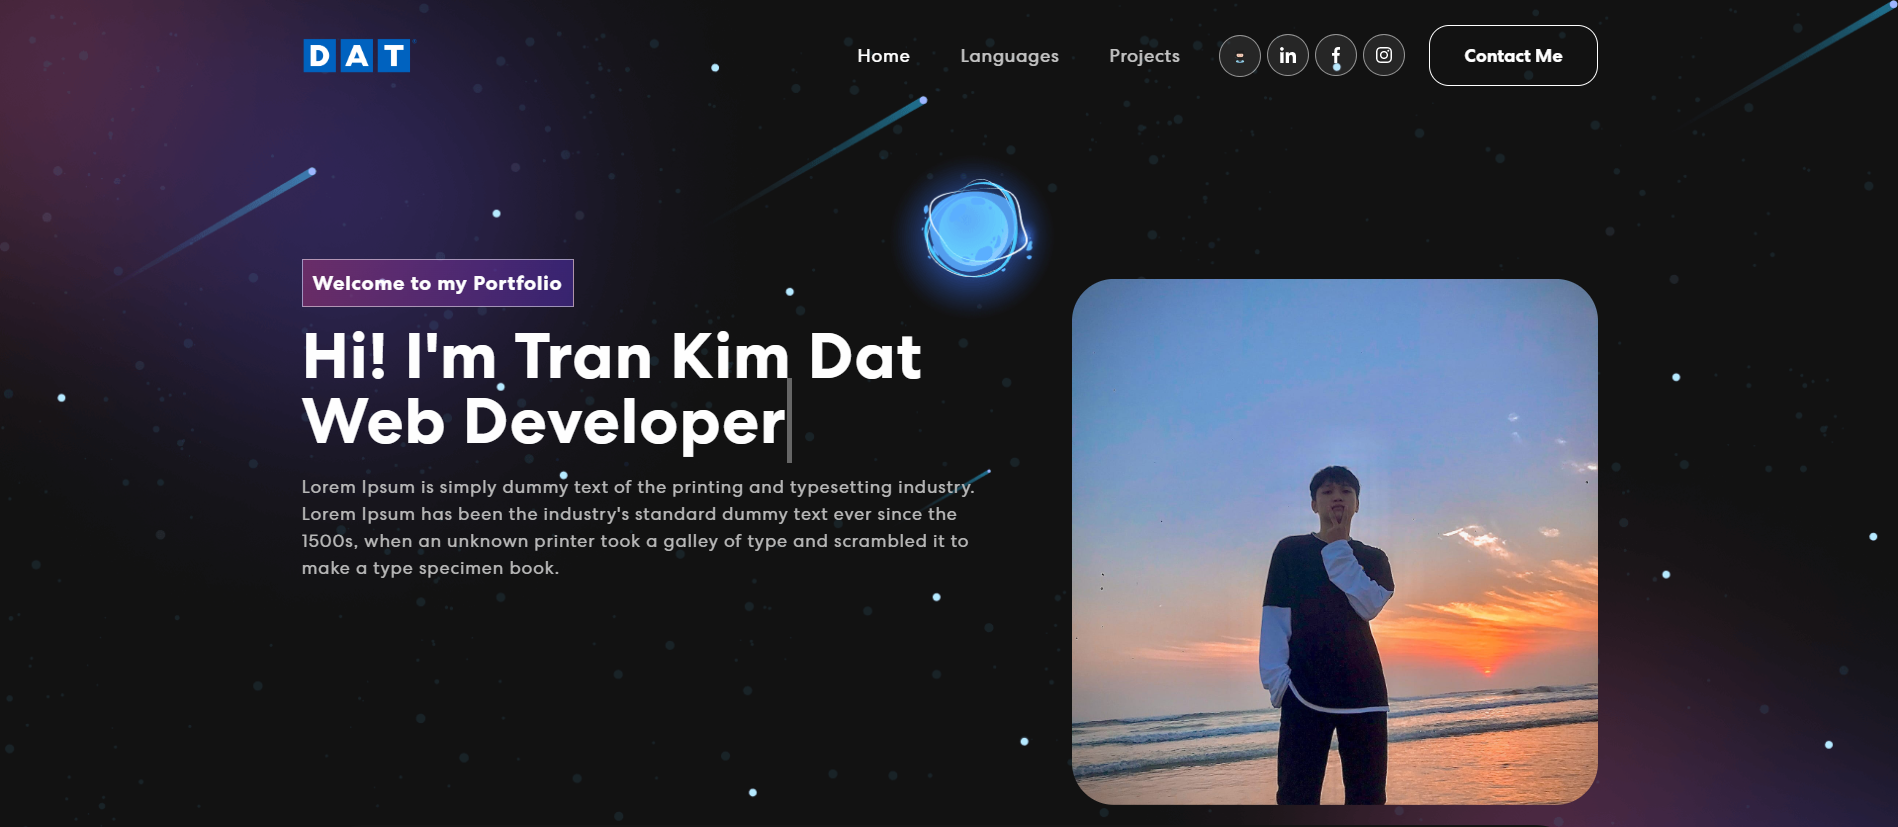 DAT
Home Languages Projects in f Contact Me
Welcome to my Portfolio
Hi! I'm Tran Kim Dat
Web Developer
Lorem Ipsum is simply dummy text of the printing and typesetting industry.
Lorem Ipsum has been the industry's standard dummy text ever since the
1500s, when an unknown printer took a galley of type and scrambled it to
make a type specimen book.